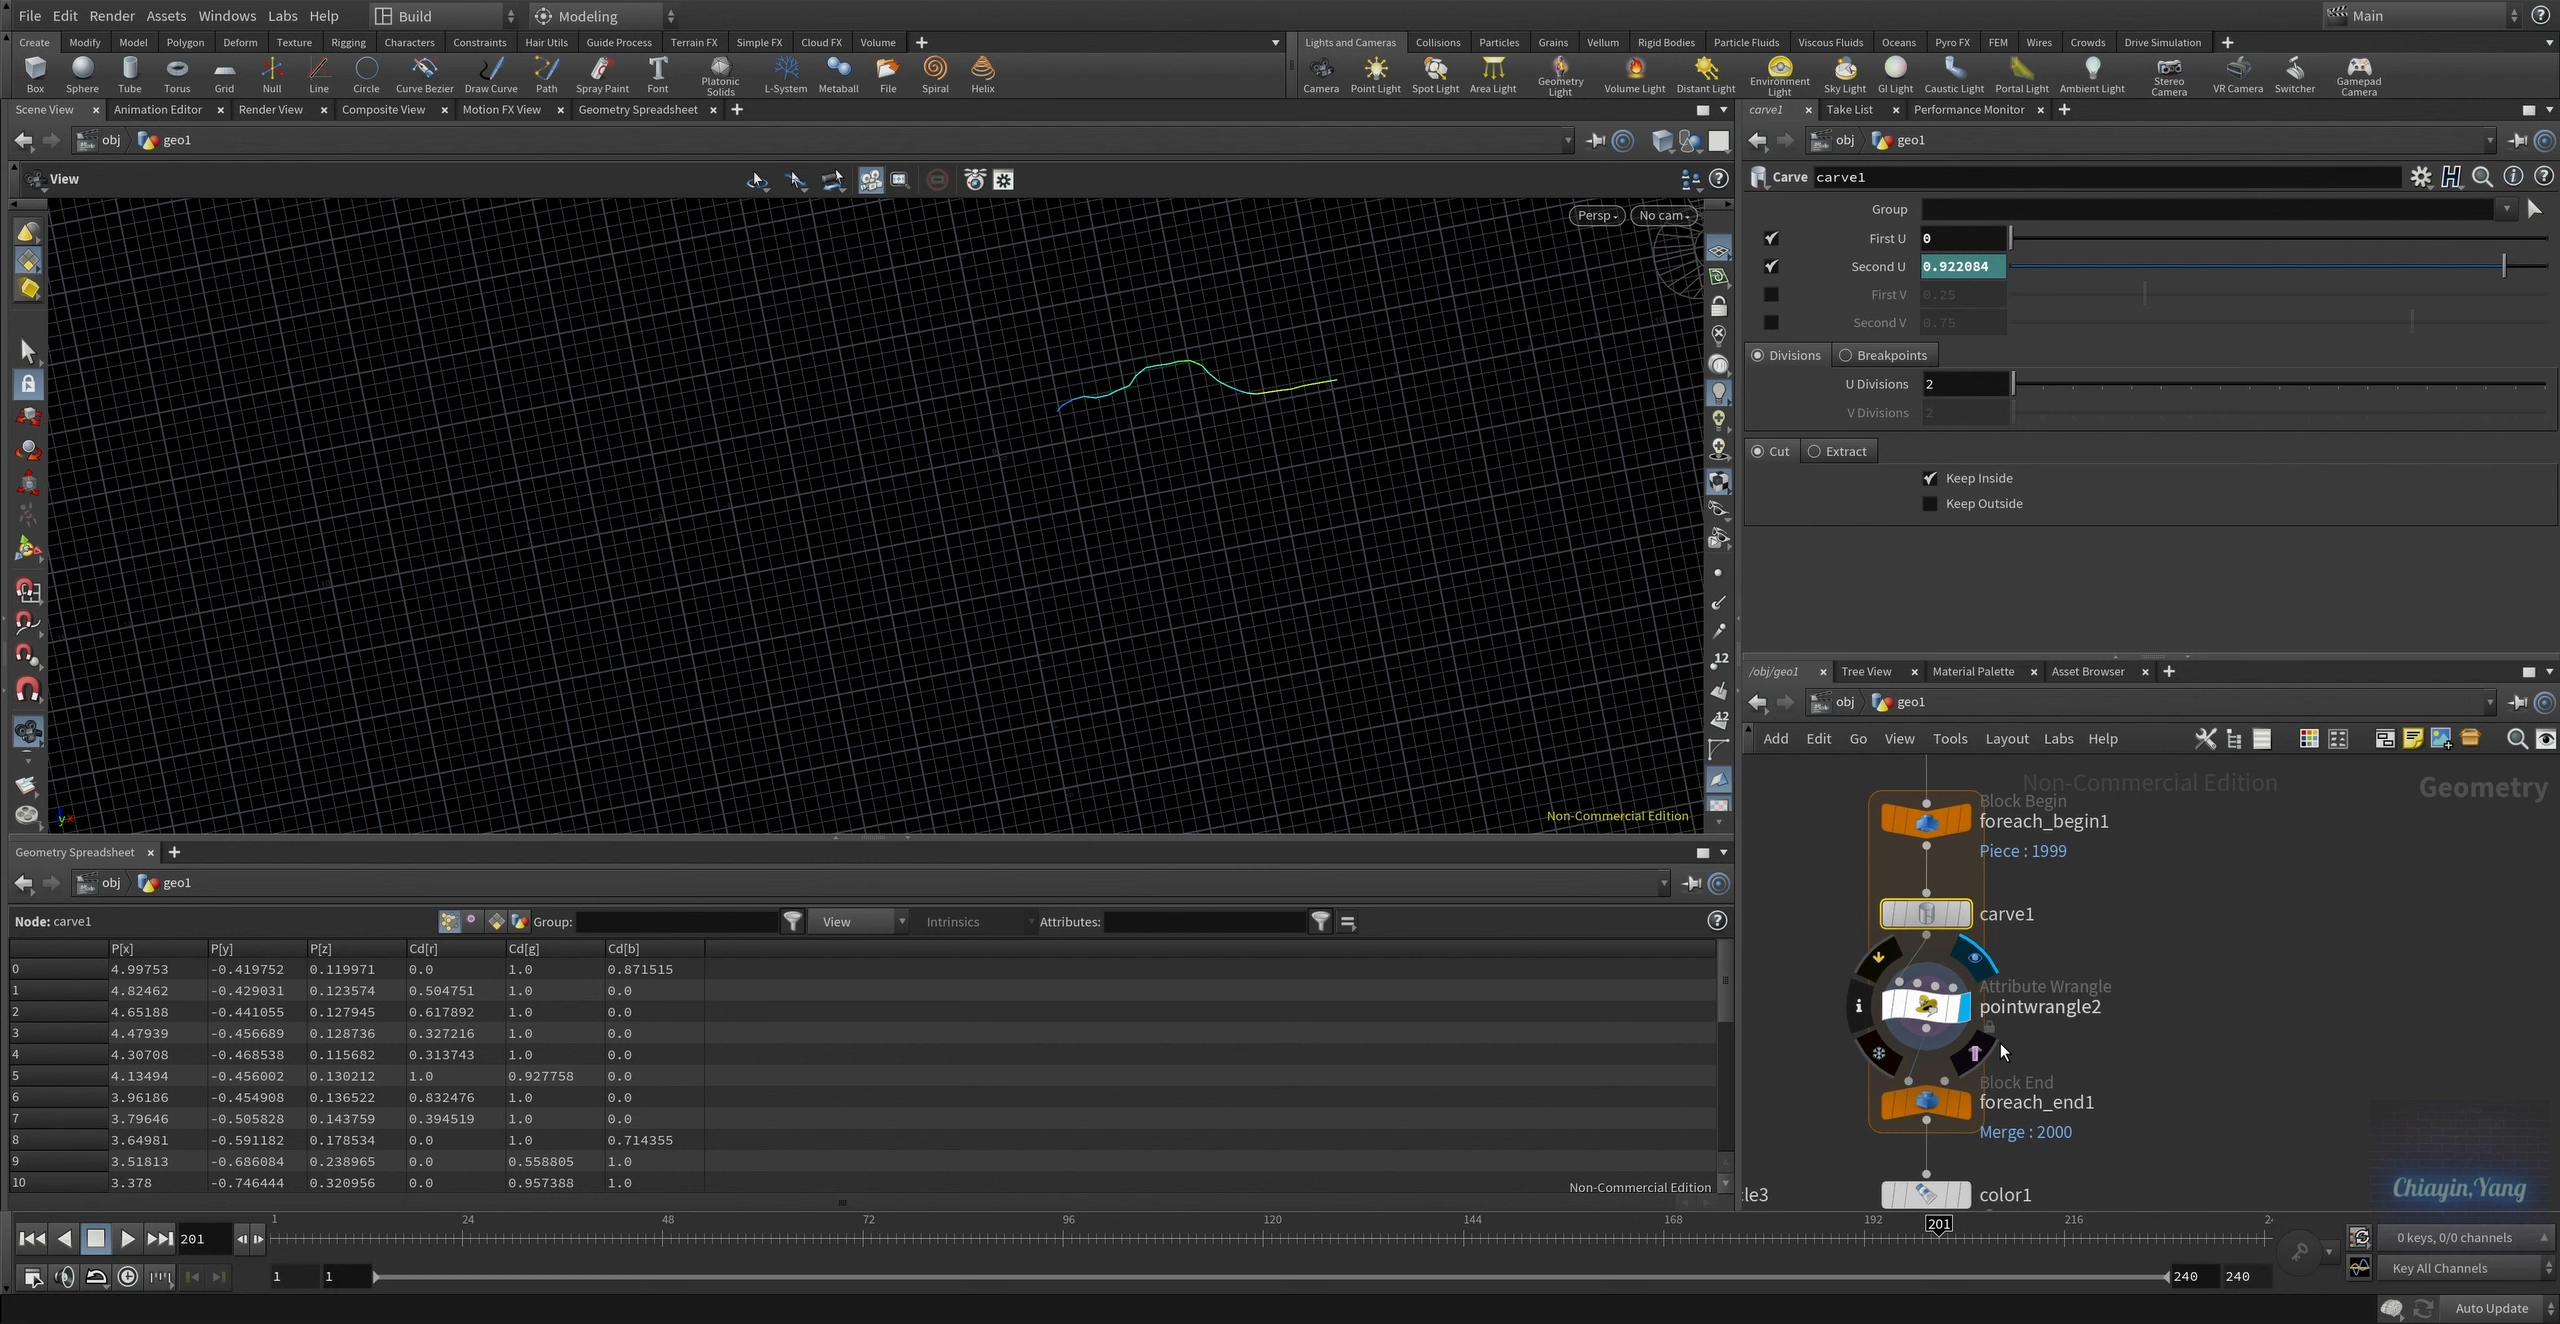 File Edit Render Assets Windows Labs Help Build Modeling Main
Create Modify Model Polygon Deform Texture Rigging Characters Constraints Hair Utils Guide Process Terrain FX Simple FX Cloud FX Volume
Lights and Cameras Collisions Particles Grains Vellum Rigid Bodies Particle Fluids Viscous Fluids Oceans Pyro FX FEM Wires Crowds Drive Simulation
Box Sphere Tube Torus Grid Null Line Circle Curve Bezier Draw Curve Path Spray Paint Font Platonic Solids L-System Metaball File Spiral Helix
Camera Point Light Spot Light Area Light Geometry Light Volume Light Distant Light Environment Light Sky Light GI Light Caustic Light Portal Light Ambient Light Stereo Camera VR Camera Switcher Gamepad Camera
Scene View Animation Editor Render View Composite View Motion FX View Geometry Spreadsheet
obj geo1
View
Persp No cam
12
12
Non-Commercial Edition
carve1 Take List Performance Monitor
obj geo1
Carve carve1
Group
First U 0
Second U 0.922084
First V 0.25
Second V 0.75
Divisions Breakpoints
U Divisions 2
V Divisions 2
Cut Extract
Keep Inside
Keep Outside
/obj/geo1 Tree View Material Palette Asset Browser
obj geo1
Add Edit Go View Tools Layout Labs Help
Non-Commercial Edition
Geometry
Block Begin
foreach_begin1
Piece : 1999
carve1
Attribute Wrangle
pointwrangle2
Block End
foreach_end1
Merge : 2000
cle3
color1
Chiayin,Yang
Geometry Spreadsheet
obj geo1
Node: carve1 Group: View Intrinsics Attributes:
P[x] P[y] P[z] Cd[r] Cd[g] Cd[b]
0 4.99753 -0.419752 0.119971 0.0 1.0 0.871515
1 4.82462 -0.429031 0.123574 0.504751 1.0 0.0
2 4.65188 -0.441055 0.127945 0.617892 1.0 0.0
3 4.47939 -0.456689 0.128736 0.327216 1.0 0.0
4 4.30708 -0.468538 0.115682 0.313743 1.0 0.0
5 4.13494 -0.456002 0.130212 1.0 0.927758 0.0
6 3.96186 -0.454908 0.136522 0.832476 1.0 0.0
7 3.79646 -0.505828 0.143759 0.394519 1.0 0.0
8 3.64981 -0.591182 0.178534 0.0 1.0 0.714355
9 3.51813 -0.686084 0.238965 0.0 0.558805 1.0
10 3.378 -0.746444 0.320956 0.0 0.957388 1.0
Non-Commercial Edition
1 24 48 72 96 120 144 168 192 201 216 2
201
0 keys, 0/0 channels
1 1 240 240
Key All Channels
Auto Update